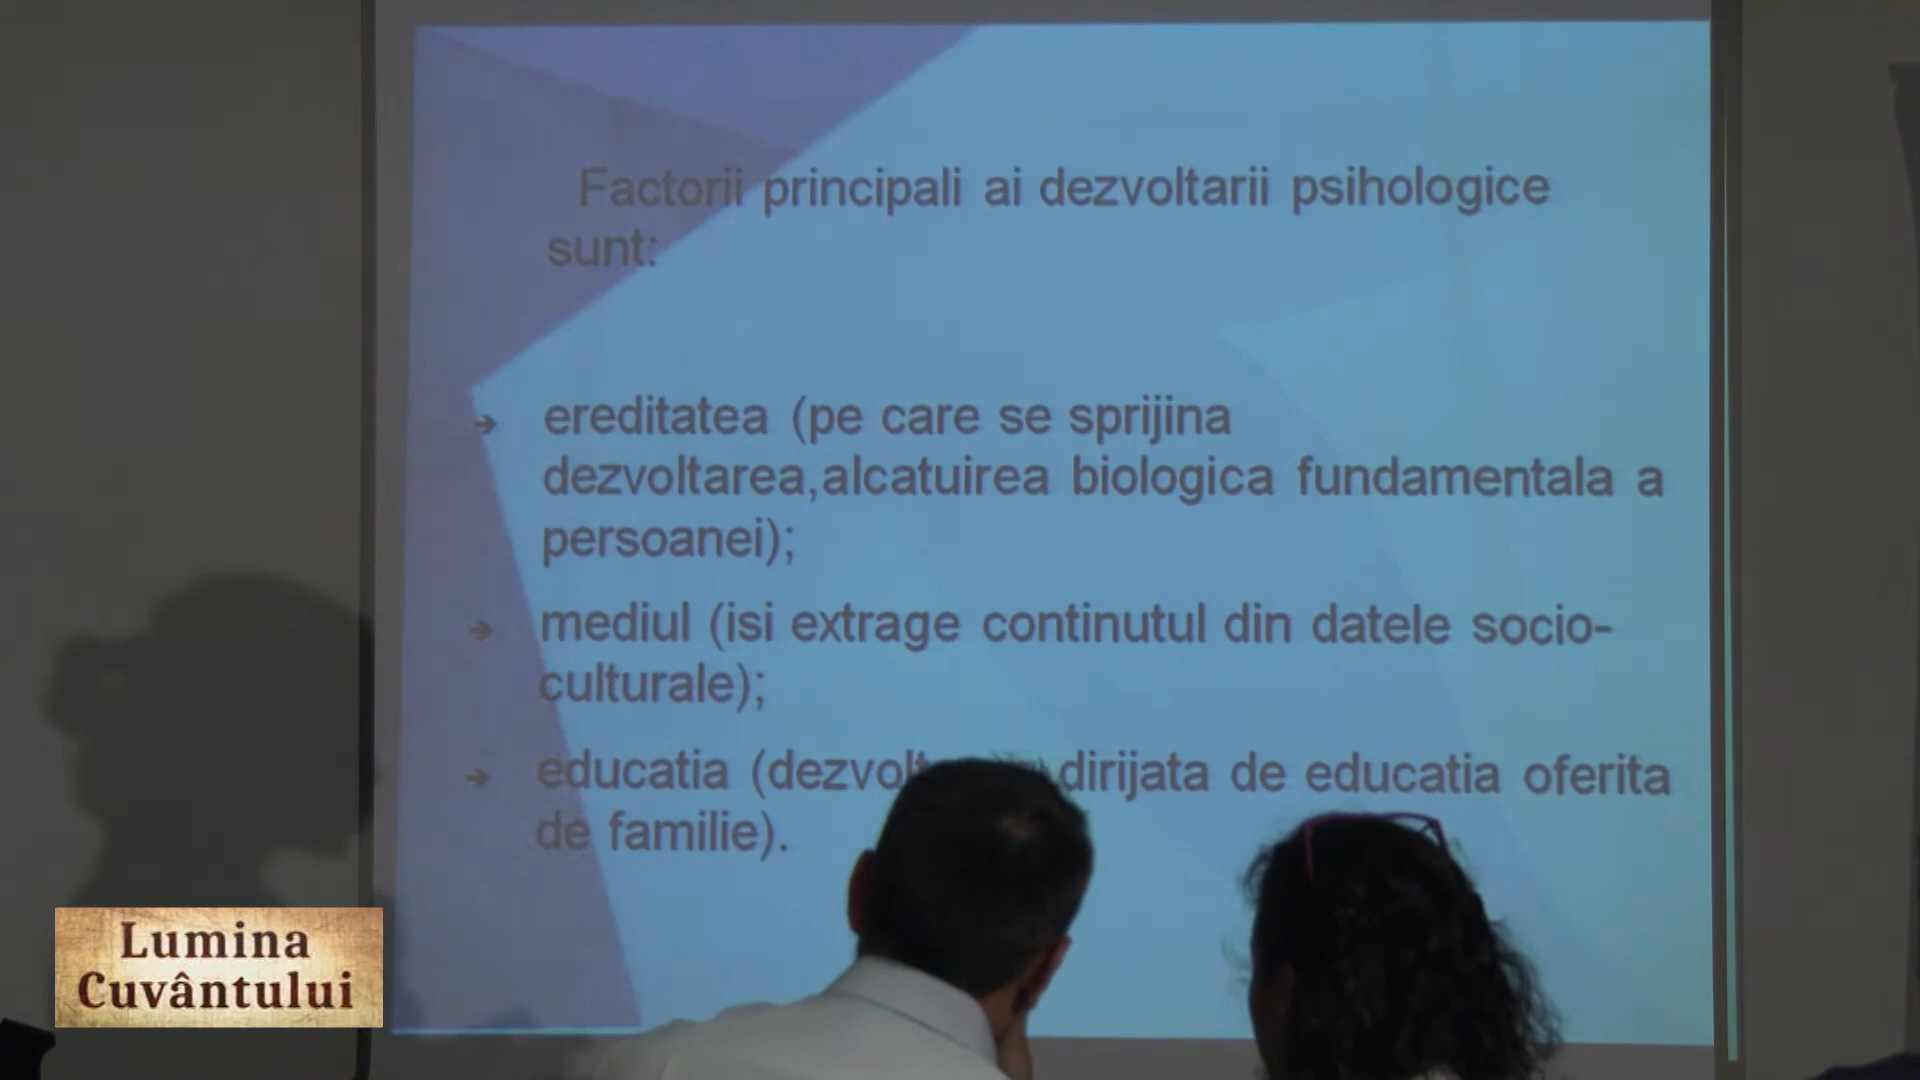 Factorii principali ai dezvoltarii psihologice
sunt:
ereditatea (pe care se sprijina
dezvoltarea,alcatuirea biologica fundamentala a
persoanei);
mediul (isi extrage continutul din datele socio-
culturale);
educatia (dirijata de educatia oferita
de familie).
Lumina
Cuvântului